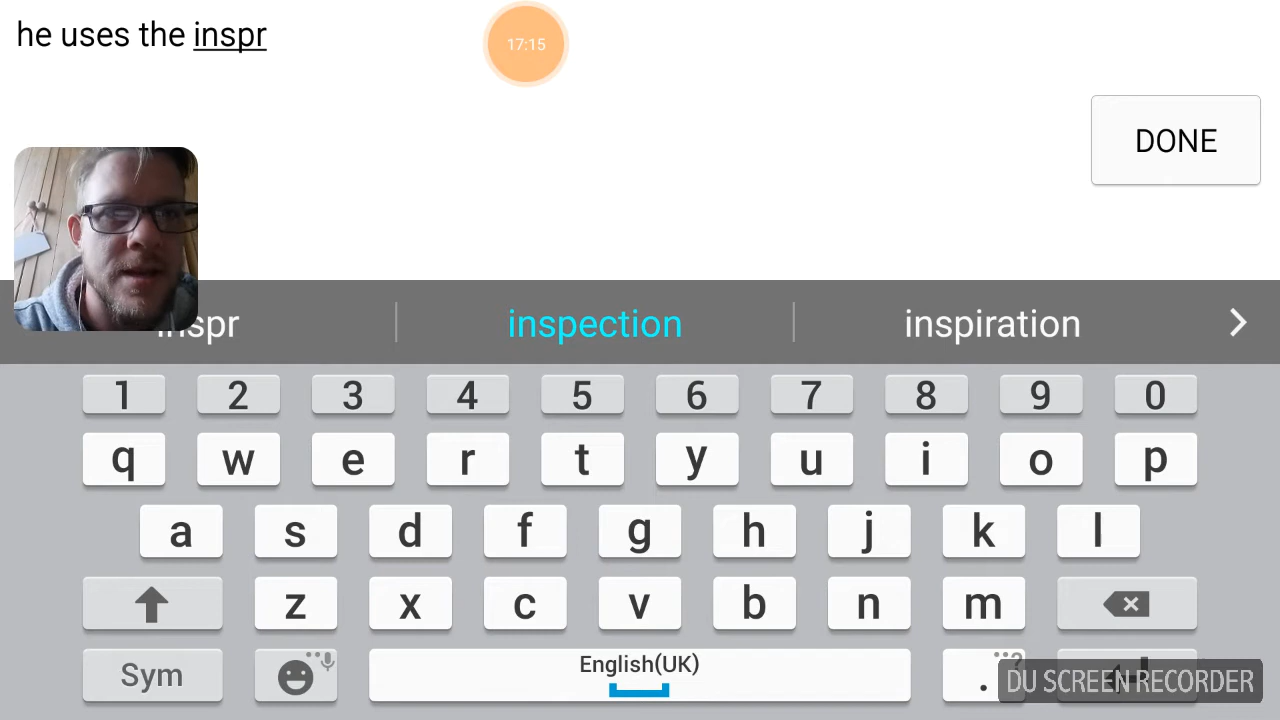 he uses the inspr
17:15
DONE
inspr inspection inspiration
1 2 3 4 5 6 7 8 9 0
q w e r t y u i o p
a s d f g h j k l
z x c v b n m
Sym English(UK) . ?
DU SCREEN RECORDER